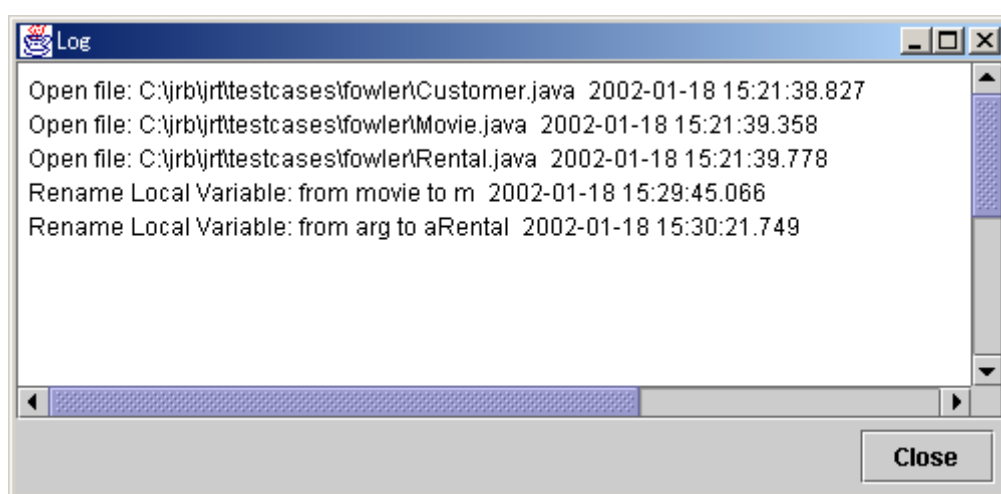 Log
Open file: C:\jrb\jrt\testcases\fowler\Customer.java 2002-01-18 15:21:38.827
Open file: C:\jrb\jrt\testcases\fowler\Movie.java 2002-01-18 15:21:39.358
Open file: C:\jrb\jrt\testcases\fowler\Rental.java 2002-01-18 15:21:39.778
Rename Local Variable: from movie to m 2002-01-18 15:29:45.066
Rename Local Variable: from arg to aRental 2002-01-18 15:30:21.749
Close